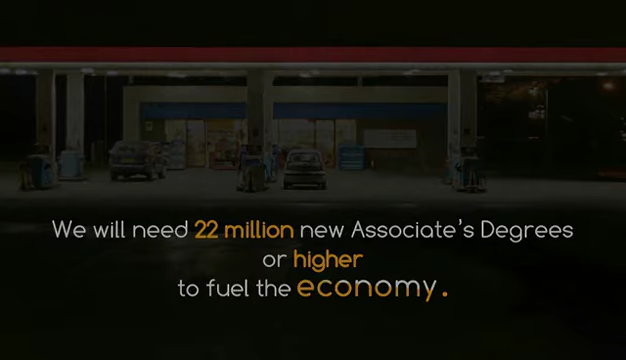 We will need 22 million new Associate's Degrees
or higher
to fuel the economy.